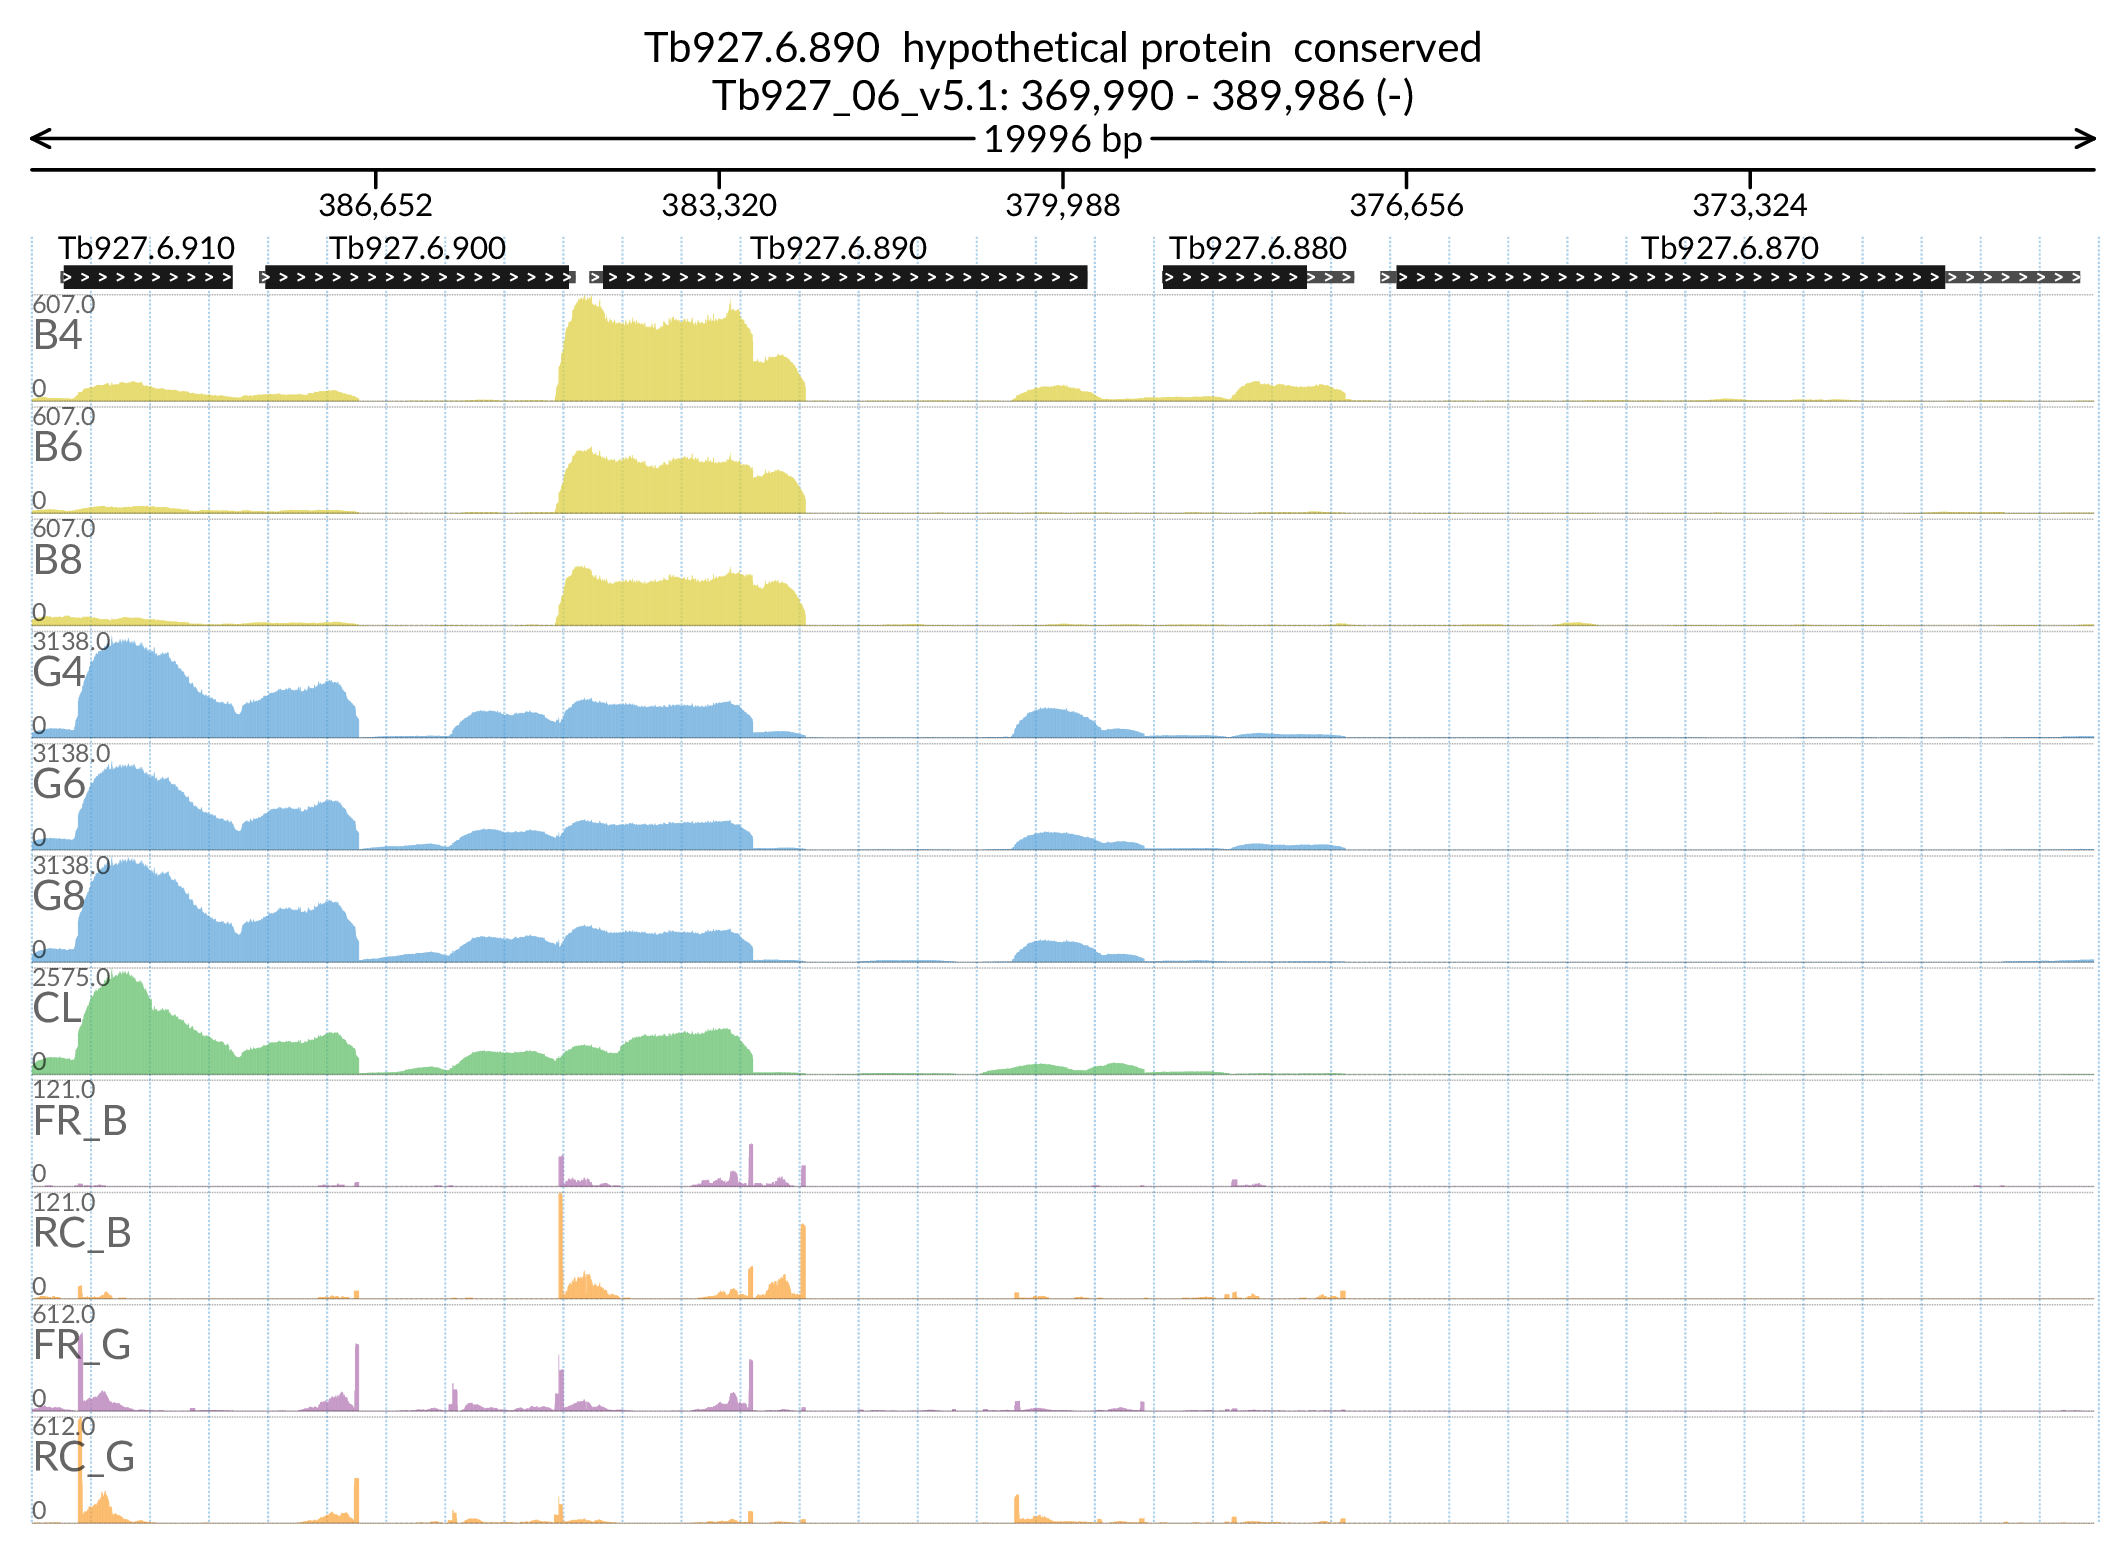 Tb927.6.890  hypothetical protein  conserved
Tb927_06_v5.1: 369,990 - 389,986 (-)
19996 bp
386,652 383,320 379,988 376,656 373,324
Tb927.6.910 Tb927.6.900 Tb927.6.890 Tb927.6.880 Tb927.6.870
607.0
B4
0
607.0
B6
0
607.0
B8
0
3138.0
G4
0
3138.0
G6
0
3138.0
G8
0
2575.0
CL
0
121.0
FR_B
0
121.0
RC_B
0
612.0
FR_G
0
612.0
RC_G
0